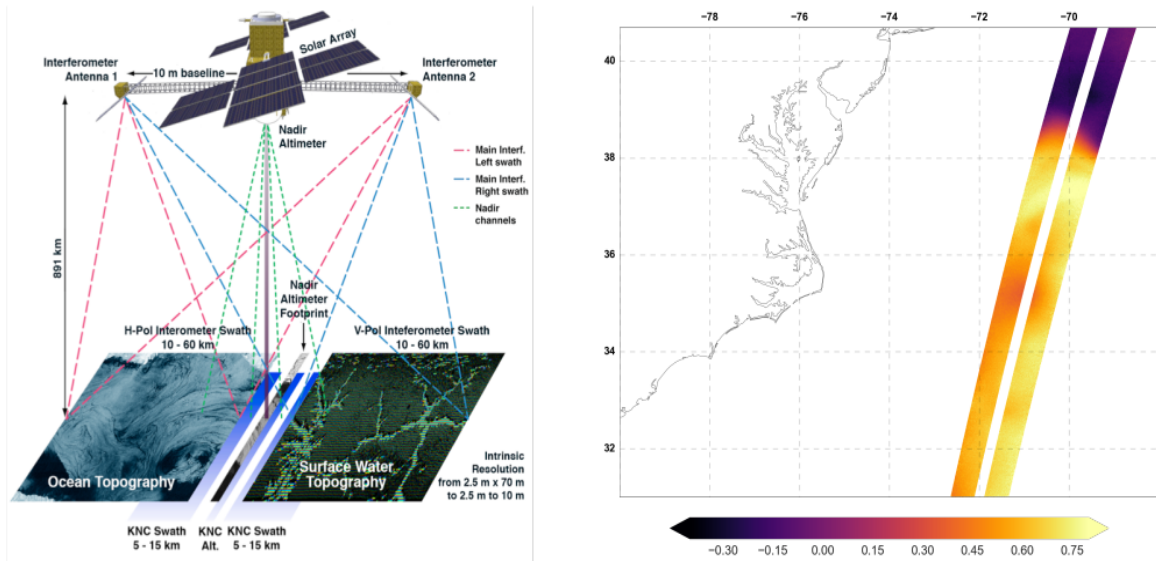 Solar Array
Interferometer
Antenna 1
10 m baseline
Interferometer
Antenna 2
Nadir
Altimeter
Main Interf.
Left swath
Main Interf.
Right swath
Nadir
channels
891 km
Nadir
Altimeter
Footprint
H-Pol Interometer Swath
10 - 60 km
V-Pol Inteferometer Swath
10 - 60 km
Ocean Topography
Surface Water
Topography
Intrinsic
Resolution
from 2.5 m x 70 m
to 2.5 m to 10 m
KNC Swath
5 - 15 km
KNC
Alt.
KNC Swath
5 - 15 km
−78 −76 −74 −72 −70
40
38
36
34
32
−0.30 −0.15 0.00 0.15 0.30 0.45 0.60 0.75